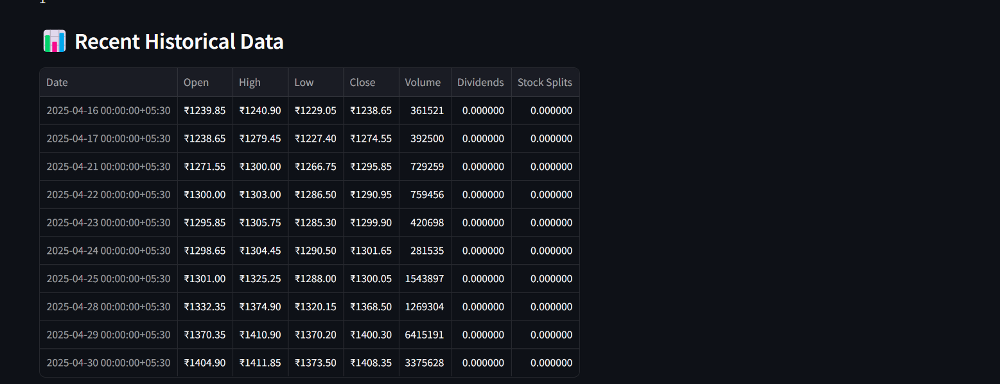 Recent Historical Data
Date Open High Low Close Volume Dividends Stock Splits
2025-04-16 00:00:00+05:30 ₹1239.85 ₹1240.90 ₹1229.05 ₹1238.65 361521 0.000000 0.000000
2025-04-17 00:00:00+05:30 ₹1238.65 ₹1279.45 ₹1227.40 ₹1274.55 392500 0.000000 0.000000
2025-04-21 00:00:00+05:30 ₹1271.55 ₹1300.00 ₹1266.75 ₹1295.85 729259 0.000000 0.000000
2025-04-22 00:00:00+05:30 ₹1300.00 ₹1303.00 ₹1286.50 ₹1290.95 759456 0.000000 0.000000
2025-04-23 00:00:00+05:30 ₹1295.85 ₹1305.75 ₹1285.30 ₹1299.90 420698 0.000000 0.000000
2025-04-24 00:00:00+05:30 ₹1298.65 ₹1304.45 ₹1290.50 ₹1301.65 281535 0.000000 0.000000
2025-04-25 00:00:00+05:30 ₹1301.00 ₹1325.25 ₹1288.00 ₹1300.05 1543897 0.000000 0.000000
2025-04-28 00:00:00+05:30 ₹1332.35 ₹1374.90 ₹1320.15 ₹1368.50 1269304 0.000000 0.000000
2025-04-29 00:00:00+05:30 ₹1370.35 ₹1410.90 ₹1370.20 ₹1400.30 6415191 0.000000 0.000000
2025-04-30 00:00:00+05:30 ₹1404.90 ₹1411.85 ₹1373.50 ₹1408.35 3375628 0.000000 0.000000